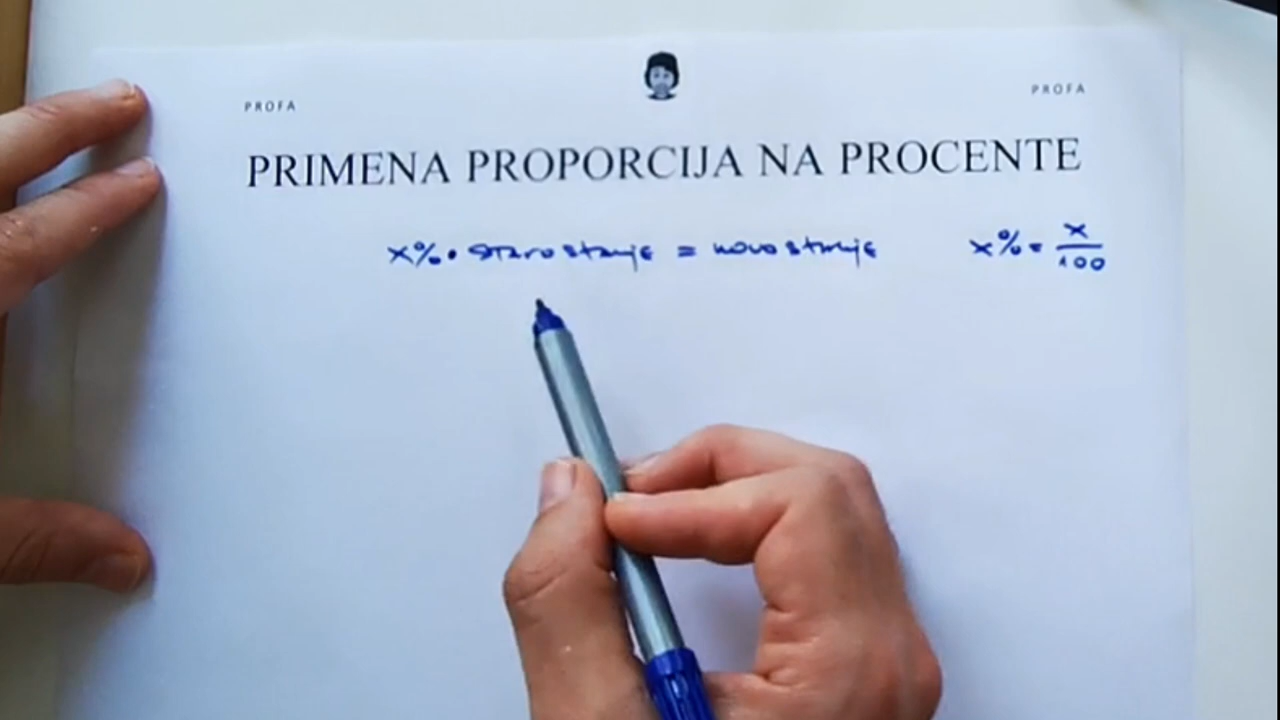 PROFA PROFA
PRIMENA PROPORCIJA NA PROCENTE
x% • staro stanje = novo stanje x% = x/100